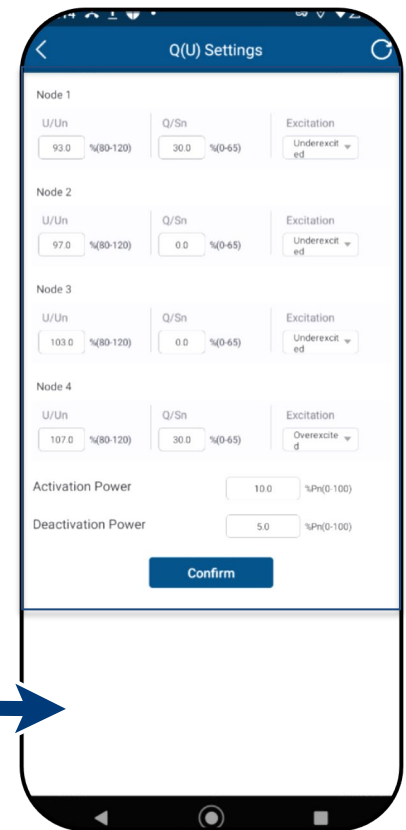 Q(U) Settings
Node 1
U/Un Q/Sn Excitation
93.0 %(80-120) 30.0 %(0-65) Underexcit
ed
Node 2
U/Un Q/Sn Excitation
97.0 %(80-120) 0.0 %(0-65) Underexcit
ed
Node 3
U/Un Q/Sn Excitation
103.0 %(80-120) 0.0 %(0-65) Underexcit
ed
Node 4
U/Un Q/Sn Excitation
107.0 %(80-120) 30.0 %(0-65) Overexcite
d
Activation Power 10.0 %Pn(0-100)
Deactivation Power 5.0 %Pn(0-100)
Confirm